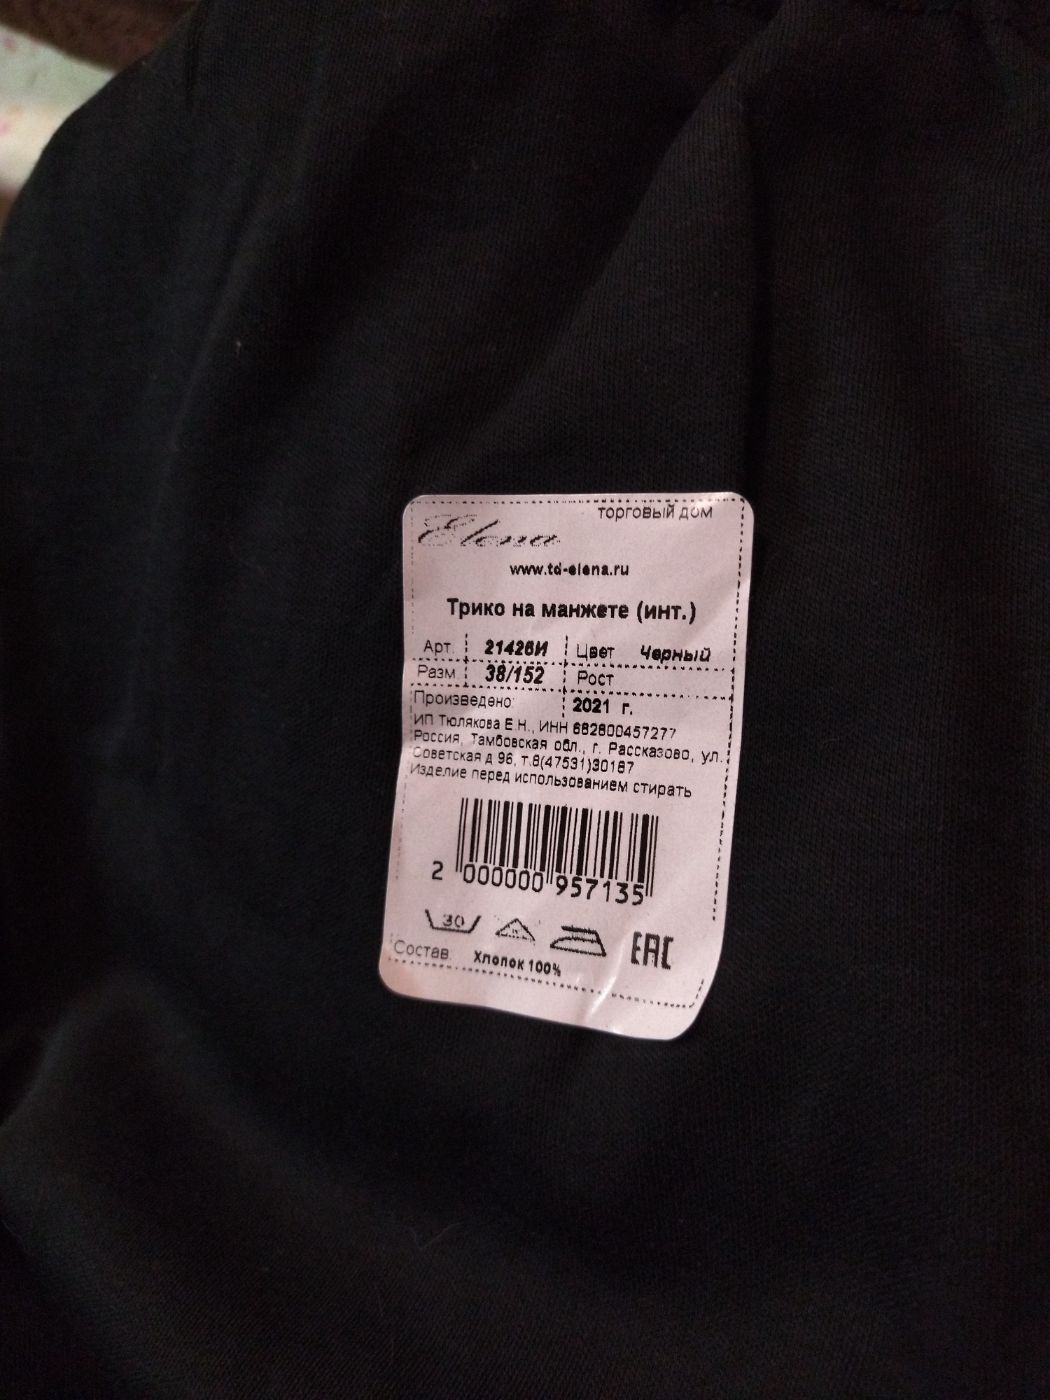 торговый дом
Elena
www.td-elena.ru
Трико на манжете (инт.)
Арт. 21426И Цвет Черный
Разм. 38/152 Рост
Произведено: 2021 г.
ИП Тюлякова Е.Н., ИНН 682800457277
Россия, Тамбовская обл., г. Рассказово, ул.
Советская д 96, т.8(47531)30187
Изделие перед использованием стирать
2 000000 957135
30
EAC
Состав: Хлопок 100%